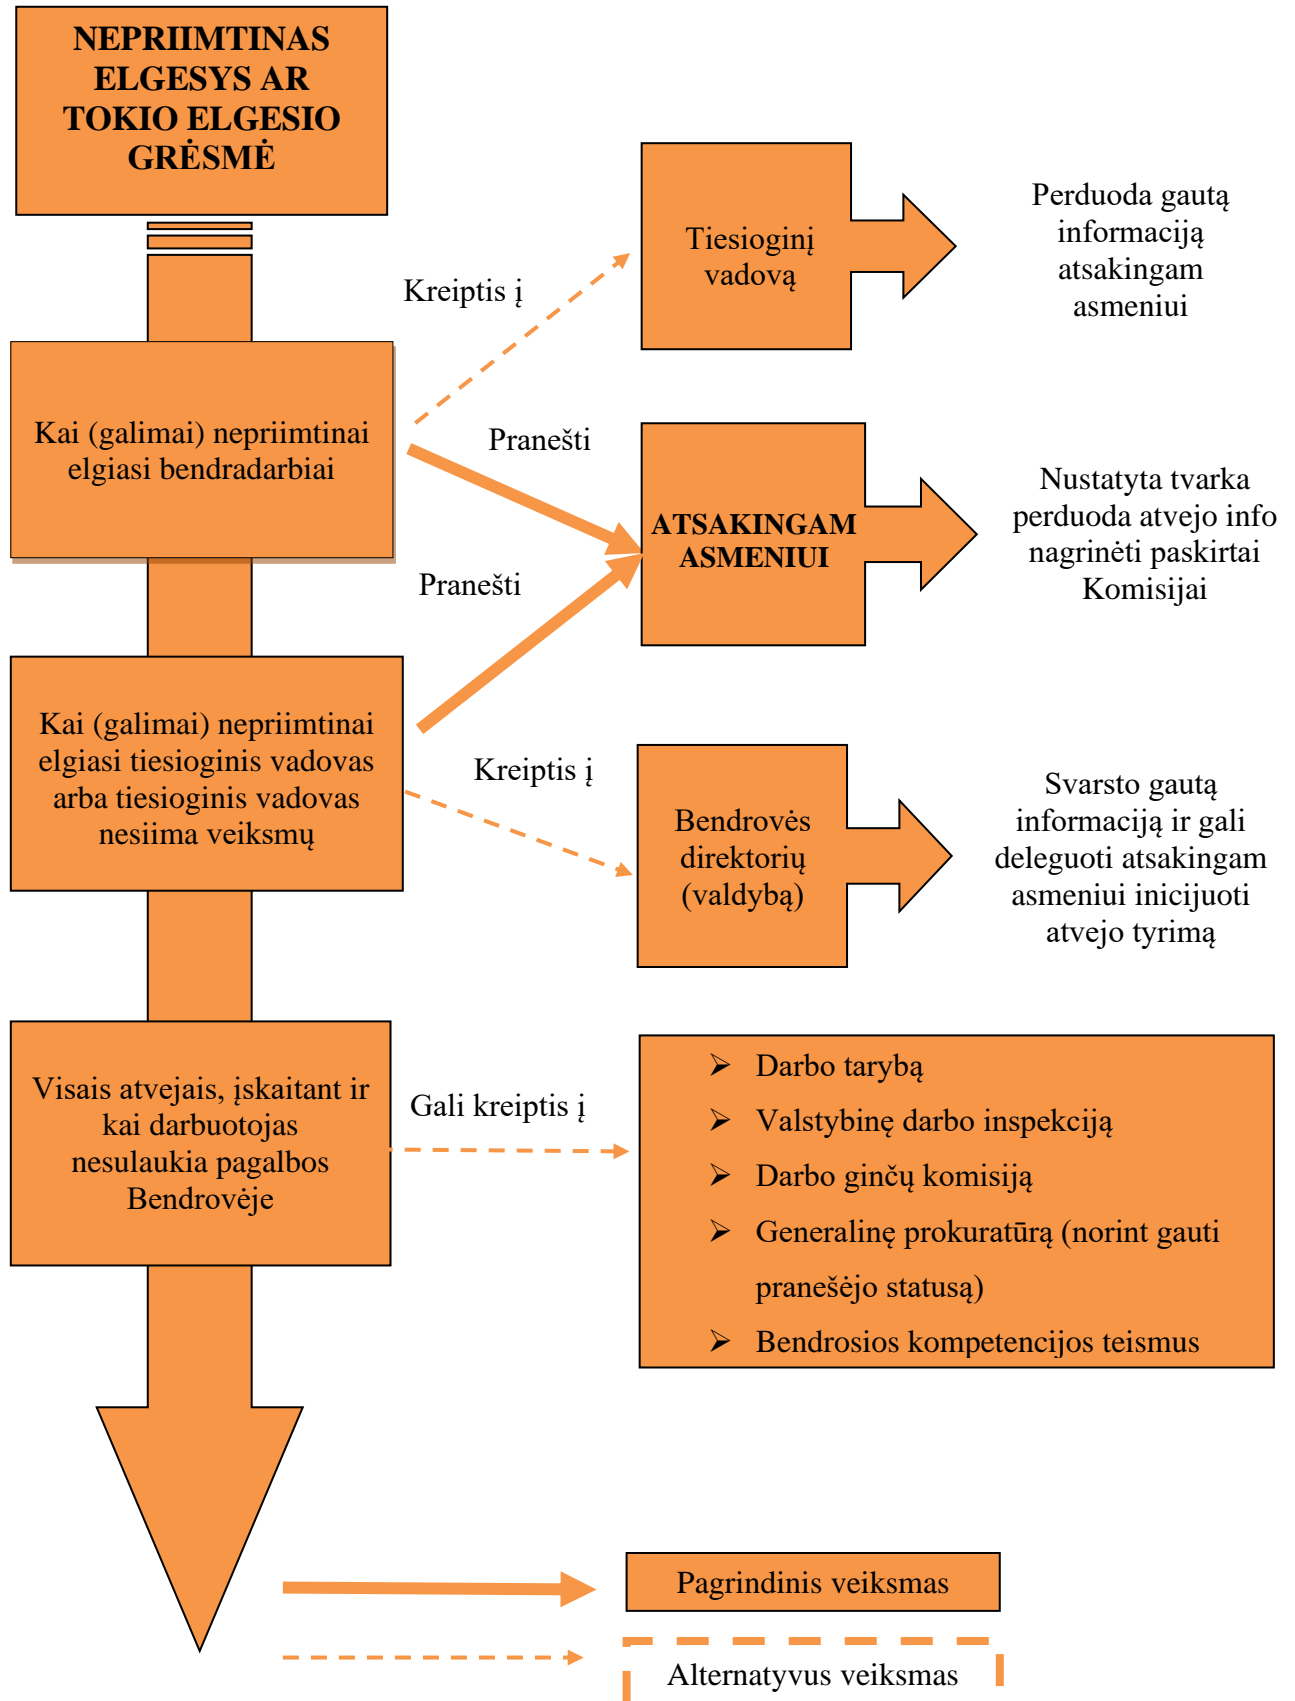 NEPRIIMTINAS
ELGESYS AR
TOKIO ELGESIO
GRĖSMĖ
Kreiptis į
Tiesioginį
vadovą
Perduoda gautą
informaciją
atsakingam
asmeniui
Kai (galimai) nepriimtinai
elgiasi bendradarbiai
Pranešti
Pranešti
ATSAKINGAM
ASMENIUI
Nustatyta tvarka
perduoda atvejo info
nagrinėti paskirtai
Komisijai
Kai (galimai) nepriimtinai
elgiasi tiesioginis vadovas
arba tiesioginis vadovas
nesiima veiksmų
Kreiptis į
Bendrovės
direktorių
(valdybą)
Svarsto gautą
informaciją ir gali
deleguoti atsakingam
asmeniui inicijuoti
atvejo tyrimą
Visais atvejais, įskaitant ir
kai darbuotojas
nesulaukia pagalbos
Bendrovėje
Gali kreiptis į
➢ Darbo tarybą
➢ Valstybinę darbo inspekciją
➢ Darbo ginčų komisiją
➢ Generalinę prokuratūrą (norint gauti
pranešėjo statusą)
➢ Bendrosios kompetencijos teismus
Pagrindinis veiksmas
Alternatyvus veiksmas